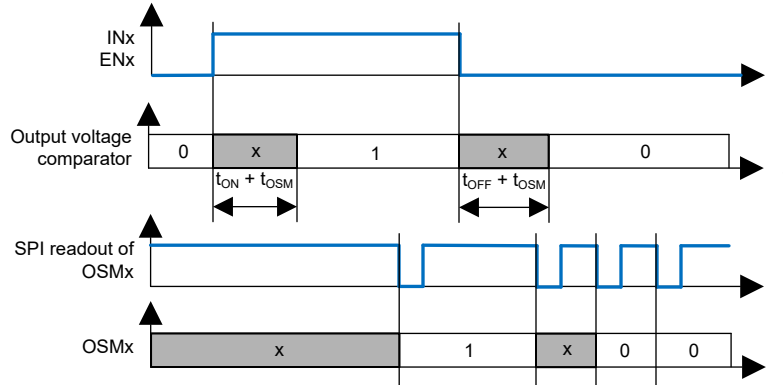 INx
ENx
Output voltage
comparator
0 x 1 x 0
tON + tOSM tOFF + tOSM
SPI readout of
OSMx
OSMx
x 1 x 0 0